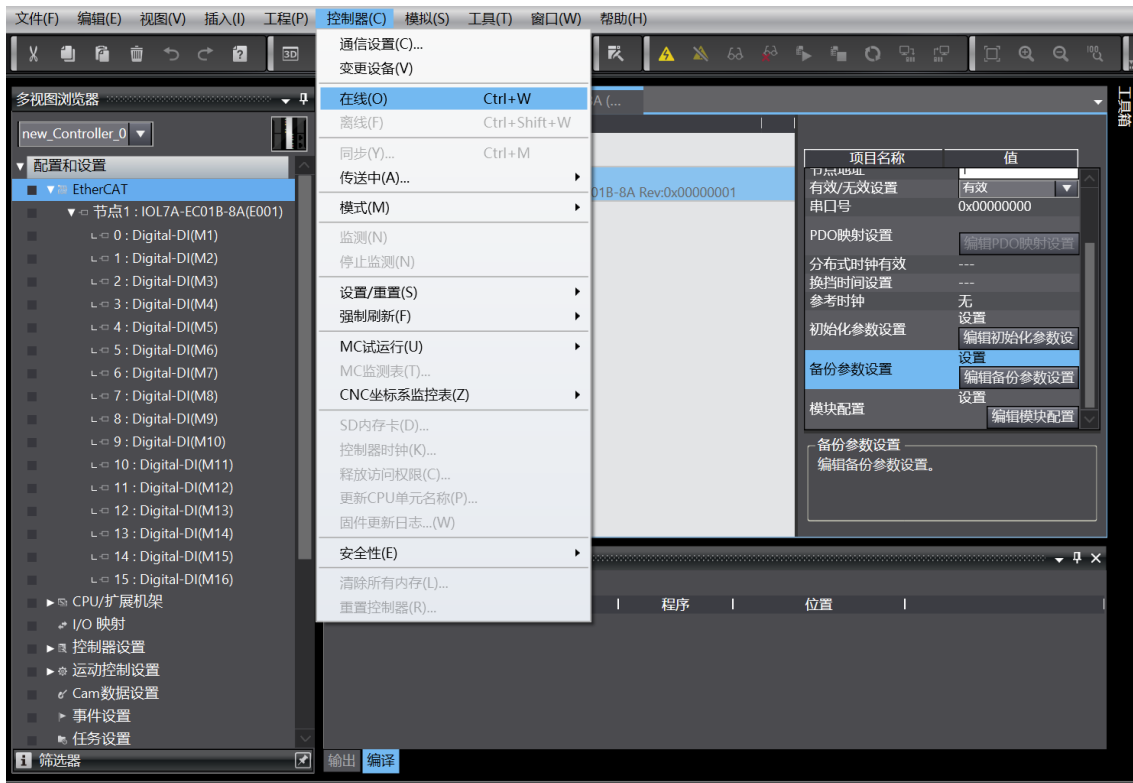 文件(F) 编辑(E) 视图(V) 插入(I) 工程(P) 控制器(C) 模拟(S) 工具(T) 窗口(W) 帮助(H)
3D
63
100
多视图浏览器
new_Controller_0
配置和设置
EtherCAT
节点1 : IOL7A-EC01B-8A(E001)
0 : Digital-DI(M1)
1 : Digital-DI(M2)
2 : Digital-DI(M3)
3 : Digital-DI(M4)
4 : Digital-DI(M5)
5 : Digital-DI(M6)
6 : Digital-DI(M7)
7 : Digital-DI(M8)
8 : Digital-DI(M9)
9 : Digital-DI(M10)
10 : Digital-DI(M11)
11 : Digital-DI(M12)
12 : Digital-DI(M13)
13 : Digital-DI(M14)
14 : Digital-DI(M15)
15 : Digital-DI(M16)
CPU/扩展机架
I/O 映射
控制器设置
运动控制设置
Cam数据设置
事件设置
任务设置
筛选器
通信设置(C)...
变更设备(V)
在线(O) Ctrl+W
离线(F) Ctrl+Shift+W
同步(Y)... Ctrl+M
传送中(A)...
模式(M)
监测(N)
停止监测(N)
设置/重置(S)
强制刷新(F)
MC试运行(U)
MC监测表(T)...
CNC坐标系监控表(Z)
SD内存卡(D)...
控制器时钟(K)...
释放访问权限(C)...
更新CPU单元名称(P)...
固件更新日志...(W)
安全性(E)
清除所有内存(L)...
重置控制器(R)...
A (...
01B-8A Rev:0x00000001
项目名称 值
节点地址 1
有效/无效设置 有效
串口号 0x00000000
PDO映射设置 编辑PDO映射设置
分布式时钟有效 ---
换挡时间设置 ---
参考时钟 无
初始化参数设置 设置
编辑初始化参数设
备份参数设置 设置
编辑备份参数设置
模块配置 设置
编辑模块配置
备份参数设置
编辑备份参数设置。
工具箱
程序 位置
输出 编译